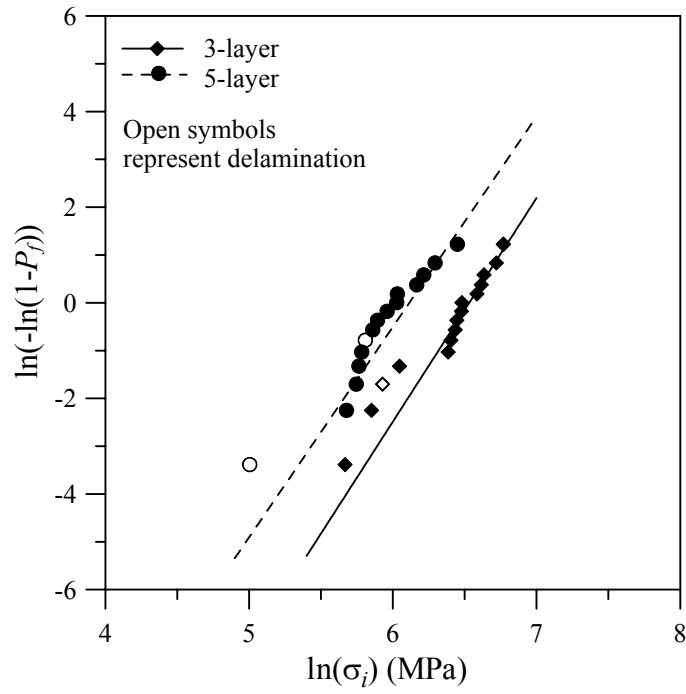 6
4
2
0
-2
-4
-6
ln(-ln(1-Pf))
3-layer
5-layer
Open symbols
represent delamination
4 5 6 7 8
ln(σi) (MPa)